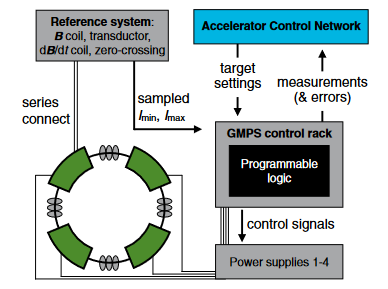 Reference system:
B coil, transductor,
dB/dt coil, zero-crossing
Accelerator Control Network
target
settings
measurements
(& errors)
series
connect
sampled
Imin, Imax
GMPS control rack
Programmable
logic
control signals
Power supplies 1-4